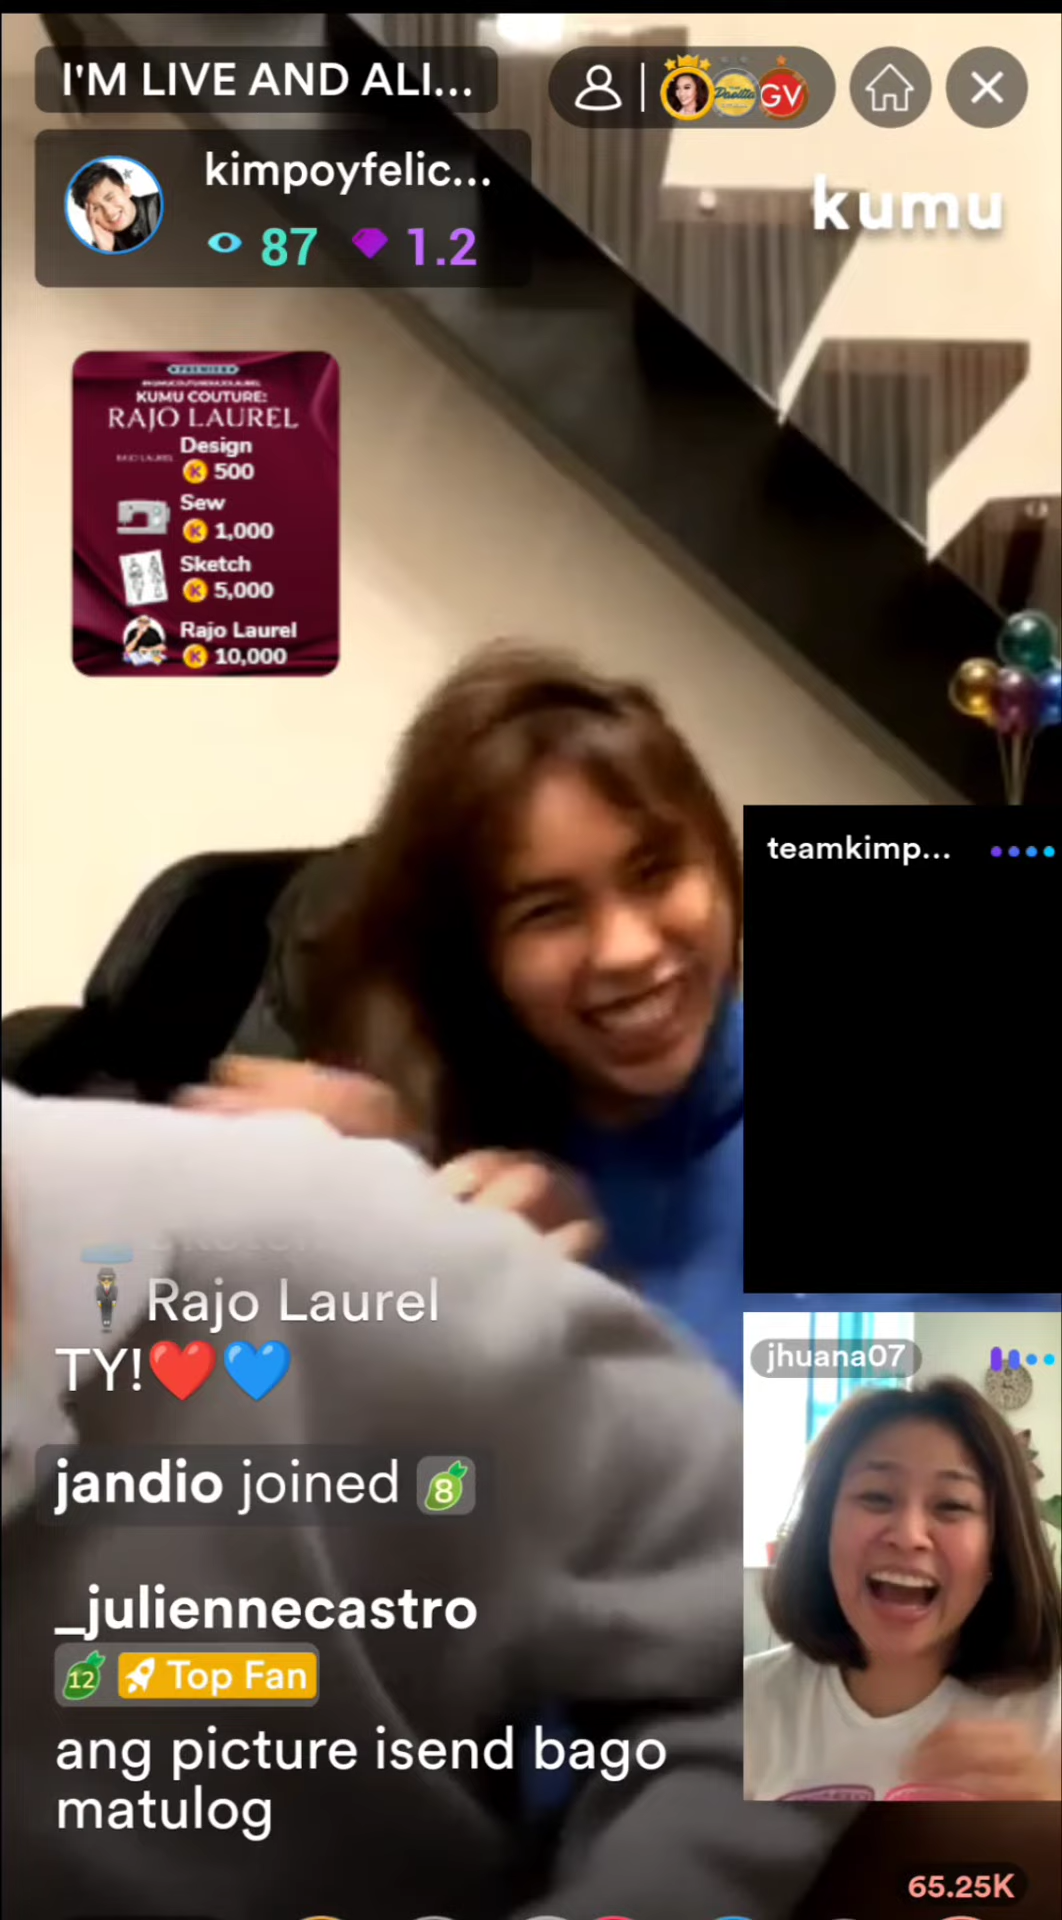 I'M LIVE AND ALI...
GV
kimpoyfelic...
87 1.2
kumu
KUMU COUTURE:
RAJO LAUREL
Design
500
Sew
1,000
Sketch
5,000
Rajo Laurel
10,000
teamkimp...
Rajo Laurel
TY!❤️💙
jhuana07
jandio joined 8
_juliennecastro
12 Top Fan
ang picture isend bago
matulog
65.25K